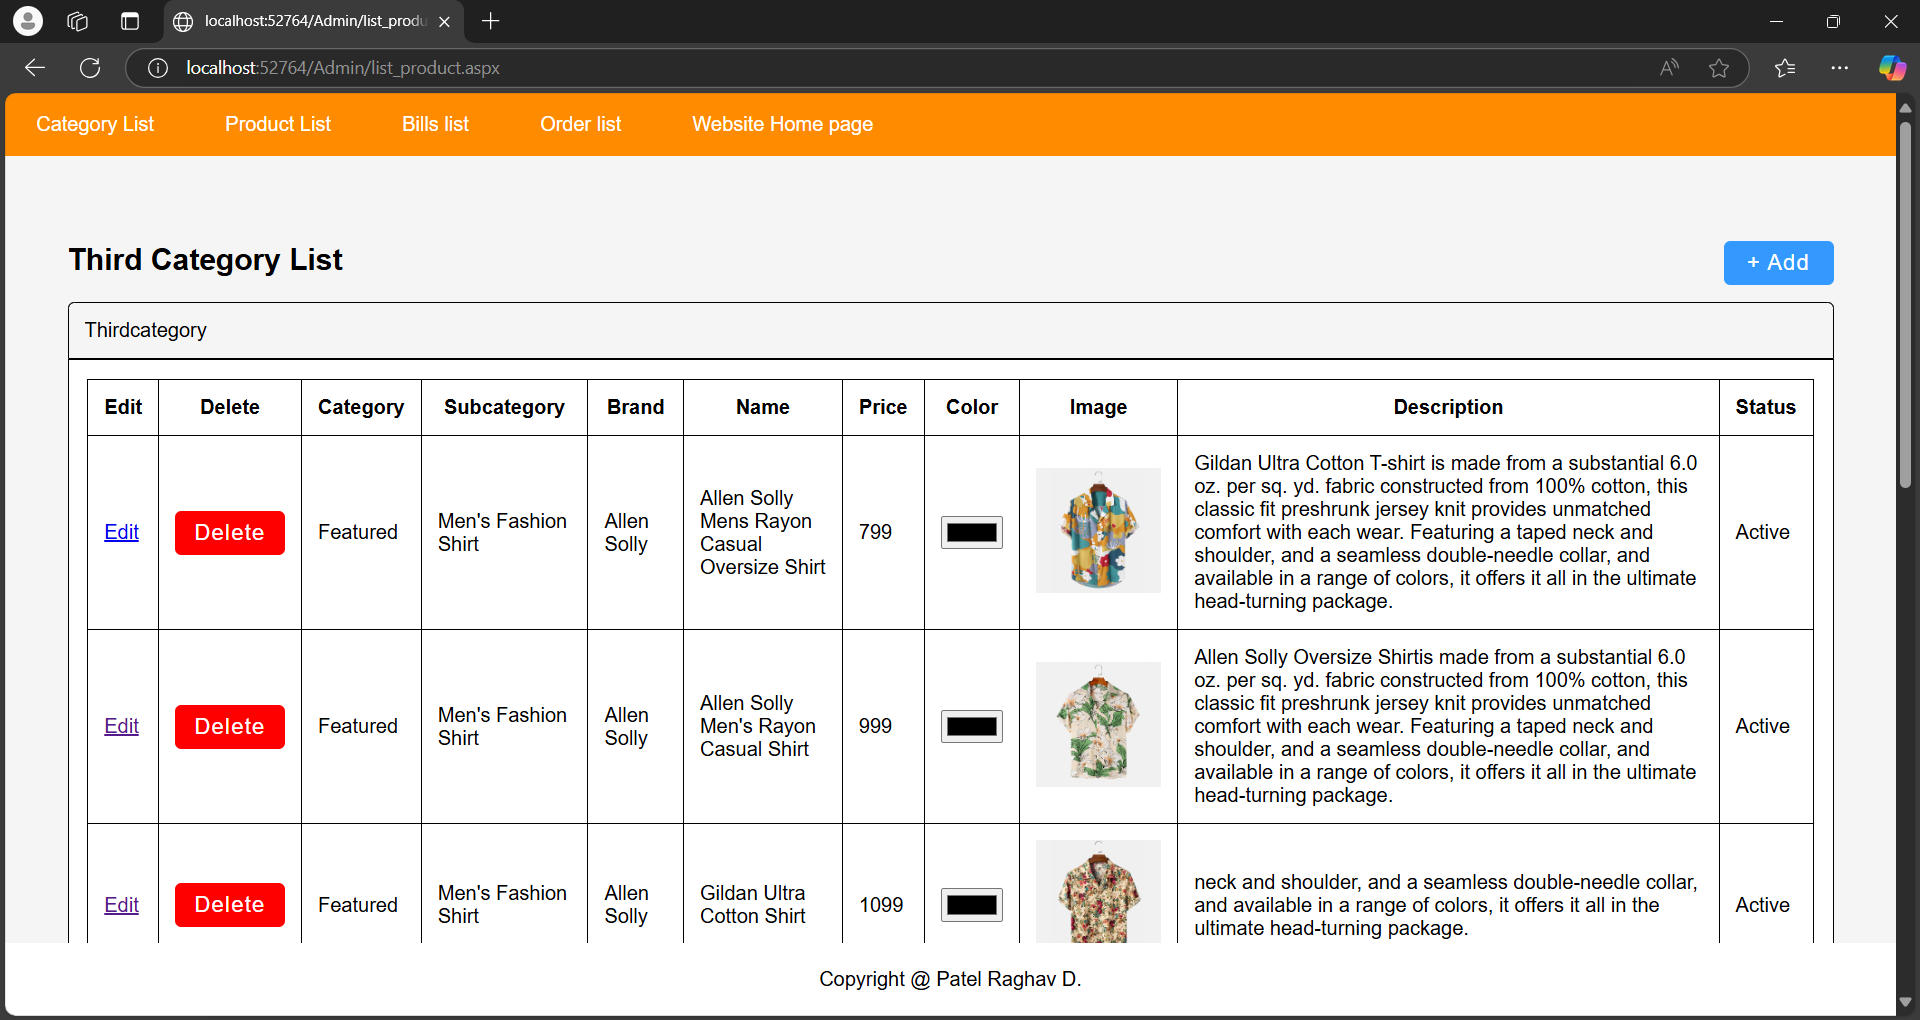 localhost:52764/Admin/list_produ
localhost:52764/Admin/list_product.aspx
Category List
Product List
Bills list
Order list
Website Home page
Third Category List
+ Add
Thirdcategory
Edit Delete Category Subcategory Brand Name Price Color Image Description Status
Edit
Delete
Featured
Men's Fashion
Shirt
Allen
Solly
Allen Solly
Mens Rayon
Casual
Oversize Shirt
799
Gildan Ultra Cotton T-shirt is made from a substantial 6.0
oz. per sq. yd. fabric constructed from 100% cotton, this
classic fit preshrunk jersey knit provides unmatched
comfort with each wear. Featuring a taped neck and
shoulder, and a seamless double-needle collar, and
available in a range of colors, it offers it all in the ultimate
head-turning package.
Active
Edit
Delete
Featured
Men's Fashion
Shirt
Allen
Solly
Allen Solly
Men's Rayon
Casual Shirt
999
Allen Solly Oversize Shirtis made from a substantial 6.0
oz. per sq. yd. fabric constructed from 100% cotton, this
classic fit preshrunk jersey knit provides unmatched
comfort with each wear. Featuring a taped neck and
shoulder, and a seamless double-needle collar, and
available in a range of colors, it offers it all in the ultimate
head-turning package.
Active
Edit
Delete
Featured
Men's Fashion
Shirt
Allen
Solly
Gildan Ultra
Cotton Shirt
1099
neck and shoulder, and a seamless double-needle collar,
and available in a range of colors, it offers it all in the
ultimate head-turning package.
Active
Copyright @ Patel Raghav D.